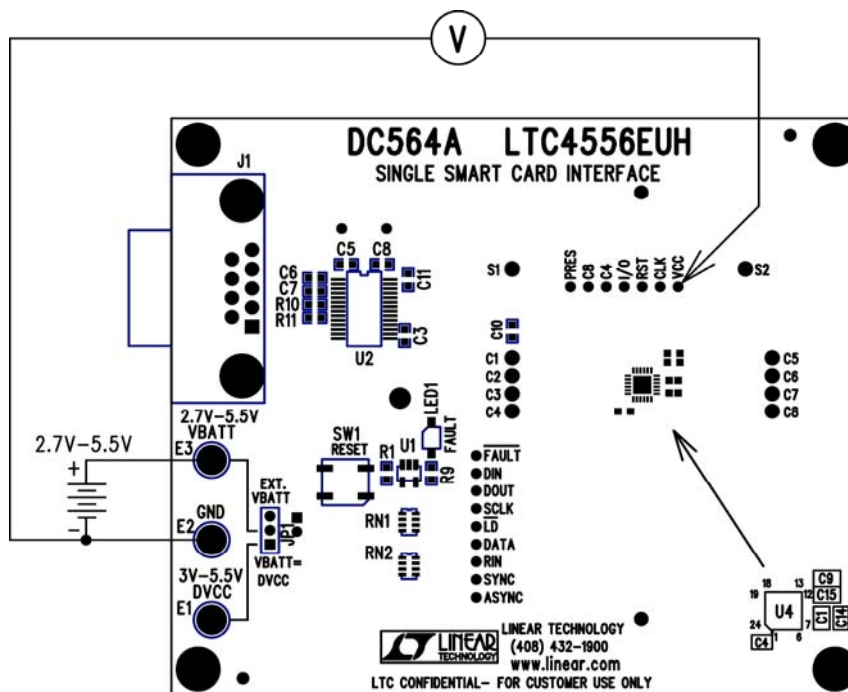 V
DC564A LTC4556EUH
SINGLE SMART CARD INTERFACE
J1
C5 C8
C6
C7
R10
R11
C11
C3
U2
PRES
C8
C4
I/O
RST
CLK
VCC
S1
S2
C10
C1
C2
C3
C4
C5
C6
C7
C8
LED1
FAULT
2.7V-5.5V
VBATT
E3
2.7V-5.5V
+
-
GND
E2
3V-5.5V
DVCC
E1
EXT.
VBATT
JP1
VBATT=
DVCC
SW1
RESET
R1
U1
R9
RN1
RN2
FAULT
DIN
DOUT
SCLK
LD
DATA
RIN
SYNC
ASYNC
18 13
19 12
24 7
1 6
U4
C9
C15
C1
C14
C4
LT LINEAR
TECHNOLOGY
LINEAR TECHNOLOGY
(408) 432-1900
www.linear.com
LTC CONFIDENTIAL- FOR CUSTOMER USE ONLY